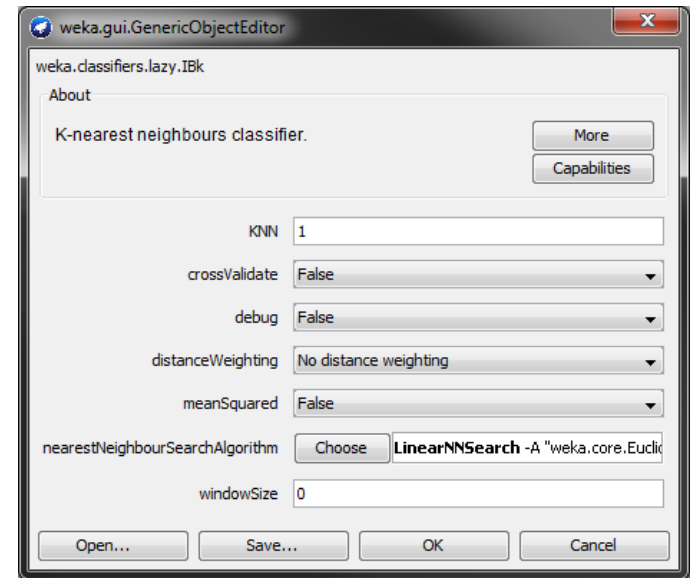 weka.gui.GenericObjectEditor
weka.classifiers.lazy.IBk
About
K-nearest neighbours classifier.
More
Capabilities
KNN 1
crossValidate False
debug False
distanceWeighting No distance weighting
meanSquared False
nearestNeighbourSearchAlgorithm Choose LinearNNSearch -A "weka.core.Euclid
windowSize 0
Open... Save... OK Cancel